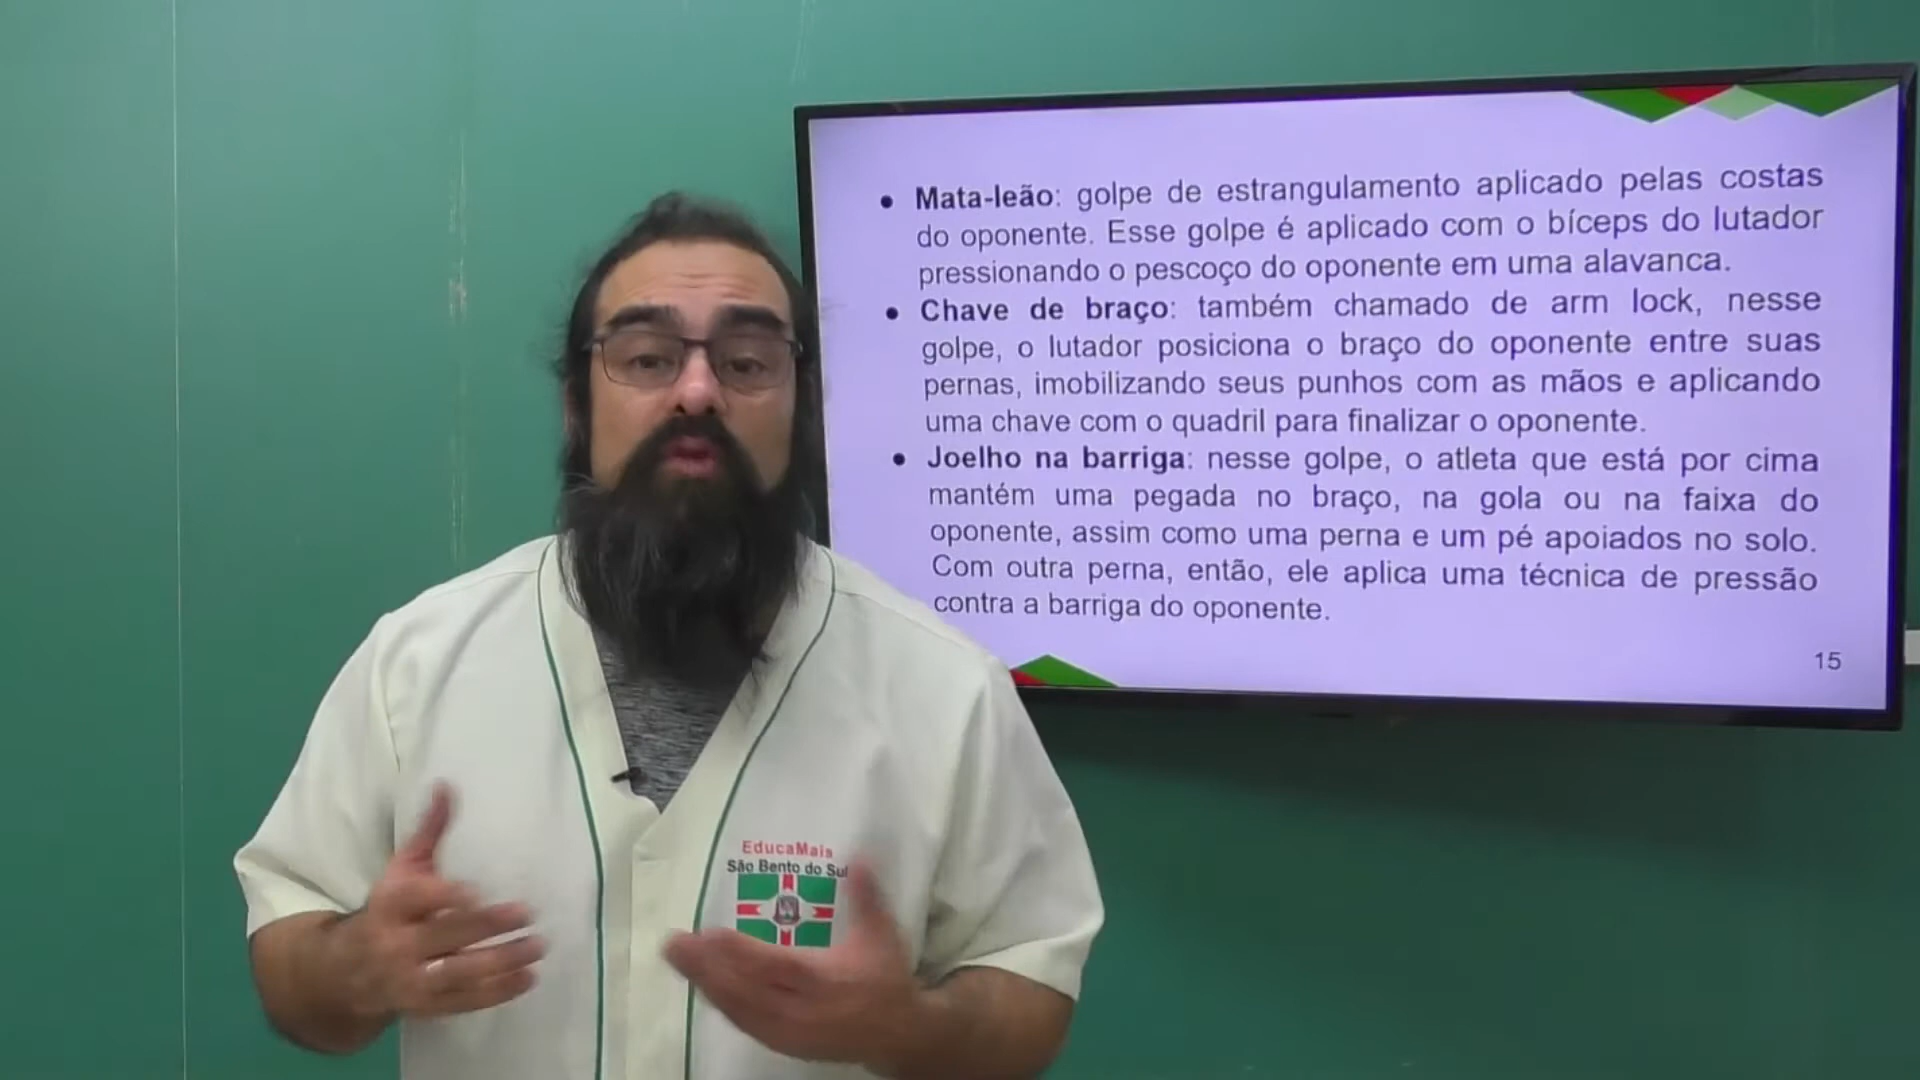 Mata-leão: golpe de estrangulamento aplicado pelas costas
do oponente. Esse golpe é aplicado com o bíceps do lutador
pressionando o pescoço do oponente em uma alavanca.
Chave de braço: também chamado de arm lock, nesse
golpe, o lutador posiciona o braço do oponente entre suas
pernas, imobilizando seus punhos com as mãos e aplicando
uma chave com o quadril para finalizar o oponente.
Joelho na barriga: nesse golpe, o atleta que está por cima
mantém uma pegada no braço, na gola ou na faixa do
oponente, assim como uma perna e um pé apoiados no solo.
Com outra perna, então, ele aplica uma técnica de pressão
contra a barriga do oponente.
15
EducaMais
São Bento do Sul